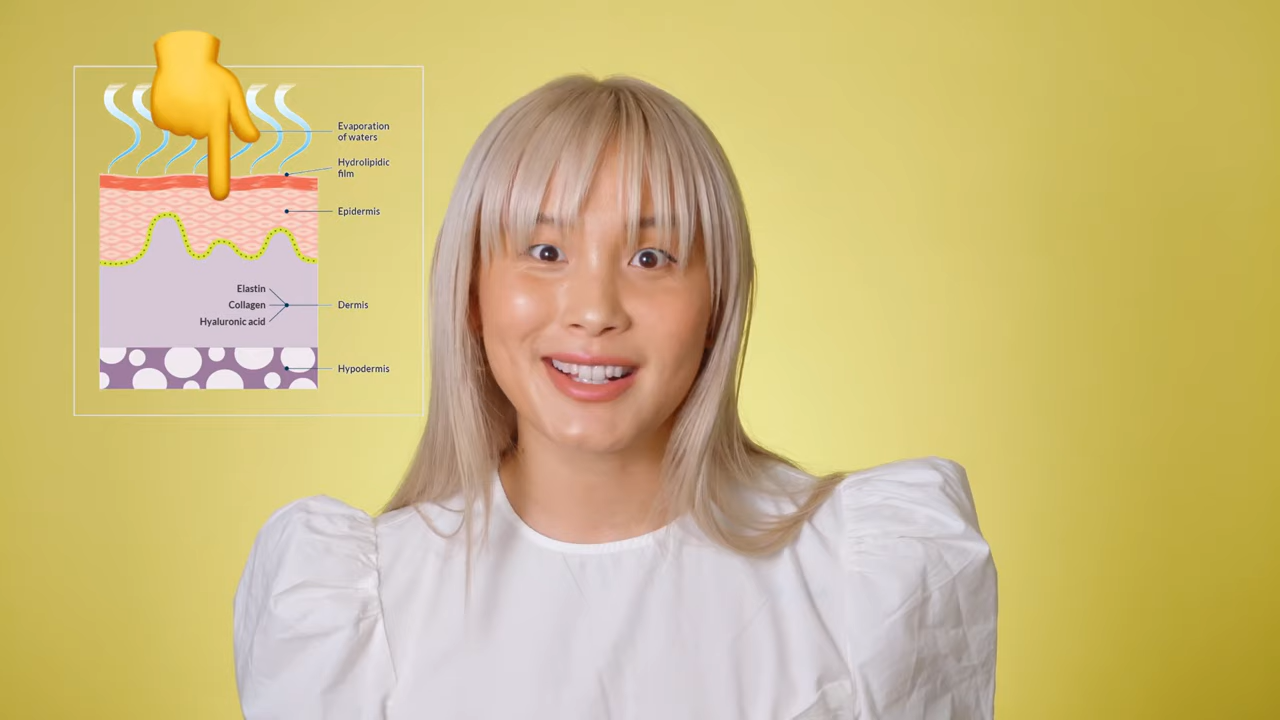 Evaporation
of waters
Hydrolipidic
film
Epidermis
Elastin
Collagen
Hyaluronic acid
Dermis
Hypodermis